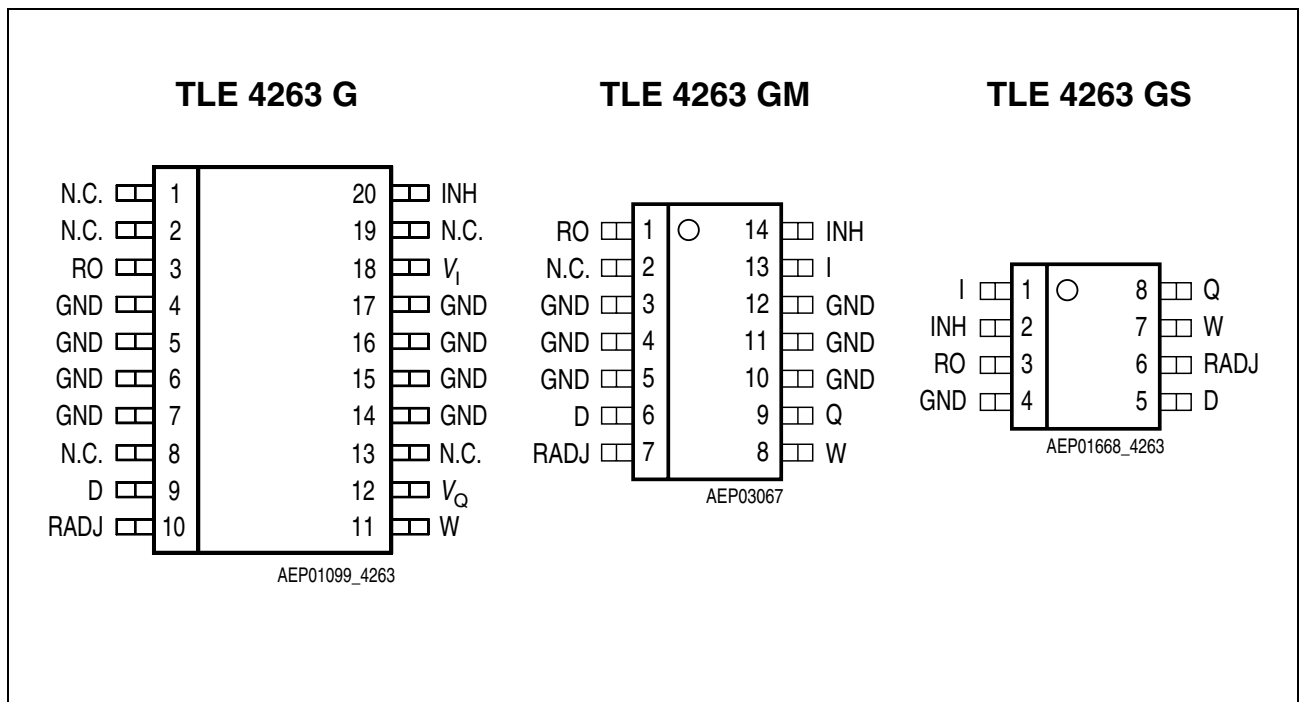 TLE 4263 G
N.C. 1 20 INH
N.C. 2 19 N.C.
RO 3 18 VI
GND 4 17 GND
GND 5 16 GND
GND 6 15 GND
GND 7 14 GND
N.C. 8 13 N.C.
D 9 12 VQ
RADJ 10 11 W
AEP01099_4263
TLE 4263 GM
RO 1 14 INH
N.C. 2 13 I
GND 3 12 GND
GND 4 11 GND
GND 5 10 GND
D 6 9 Q
RADJ 7 8 W
AEP03067
TLE 4263 GS
I 1 8 Q
INH 2 7 W
RO 3 6 RADJ
GND 4 5 D
AEP01668_4263